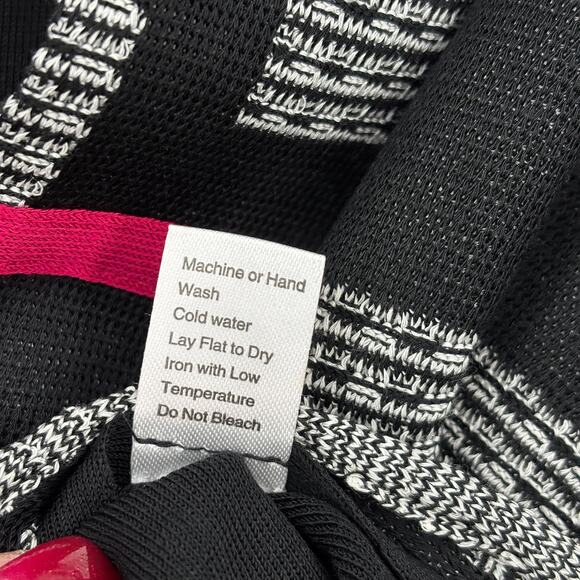 Machine or Hand
Wash
Cold water
Lay Flat to Dry
Iron with Low
Temperature
Do Not Bleach